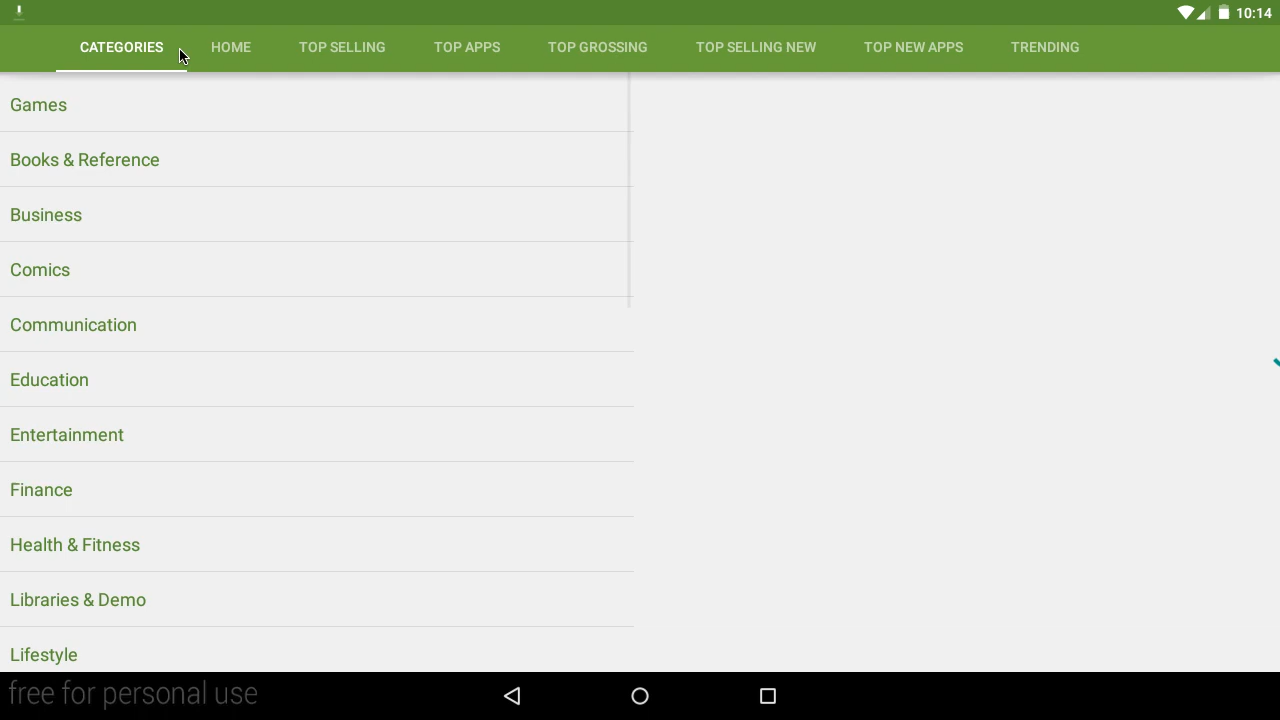 10:14
CATEGORIES HOME TOP SELLING TOP APPS TOP GROSSING TOP SELLING NEW TOP NEW APPS TRENDING
Games
Books & Reference
Business
Comics
Communication
Education
Entertainment
Finance
Health & Fitness
Libraries & Demo
Lifestyle
free for personal use